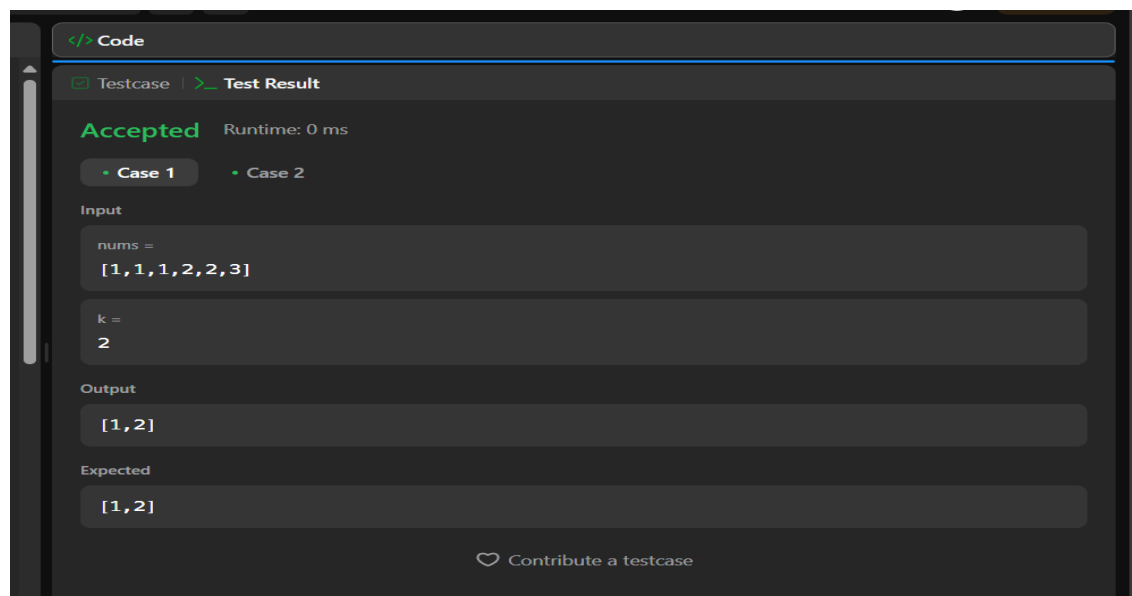 </> Code
Testcase | >_ Test Result
Accepted Runtime: 0 ms
• Case 1 • Case 2
Input
nums =
[1,1,1,2,2,3]
k =
2
Output
[1,2]
Expected
[1,2]
Contribute a testcase